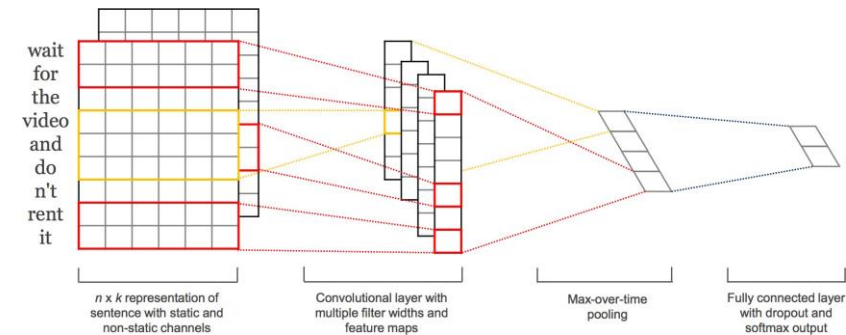 wait
for
the
video
and
do
n't
rent
it
n x k representation of
sentence with static and
non-static channels
Convolutional layer with
multiple filter widths and
feature maps
Max-over-time
pooling
Fully connected layer
with dropout and
softmax output